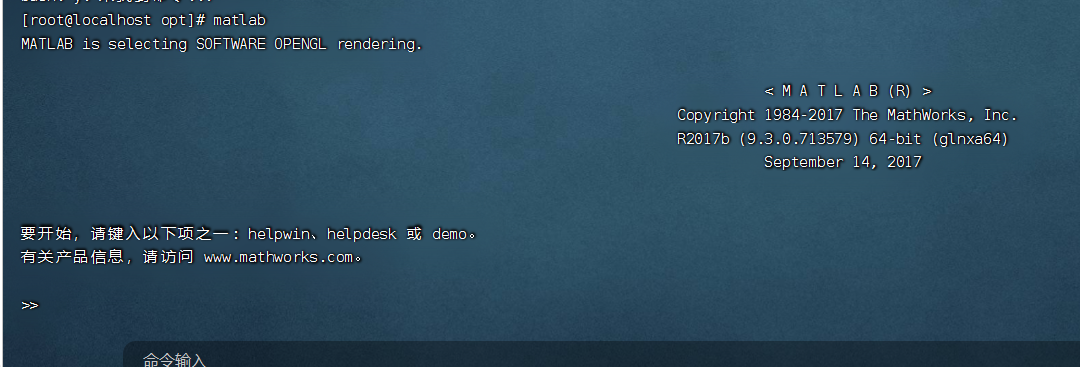 [root@localhost opt]# matlab
MATLAB is selecting SOFTWARE OPENGL rendering.
< M A T L A B (R) >
Copyright 1984-2017 The MathWorks, Inc.
R2017b (9.3.0.713579) 64-bit (glnxa64)
September 14, 2017
要开始，请键入以下项之一：helpwin、helpdesk 或 demo。
有关产品信息，请访问 www.mathworks.com。
>>
命令输入